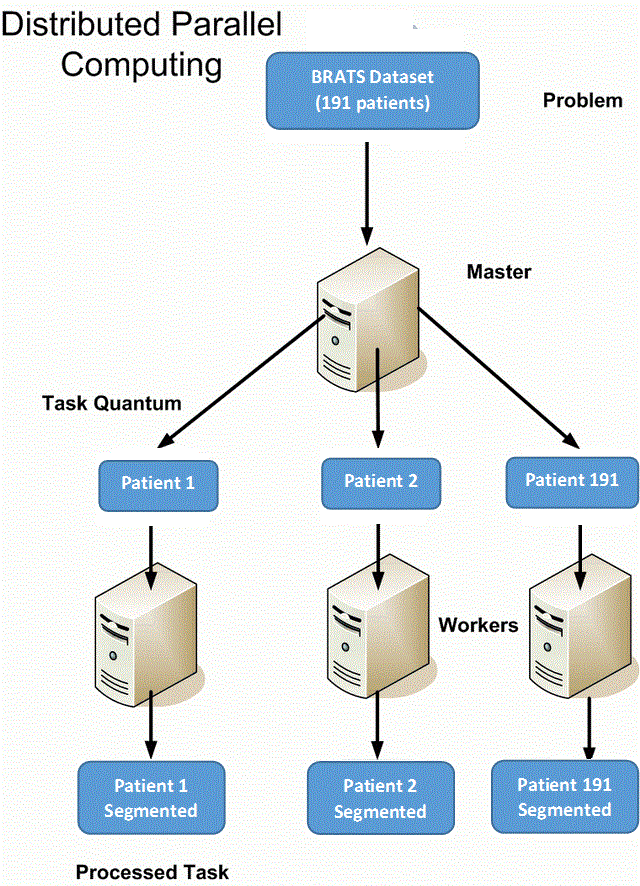 Distributed Parallel
Computing
BRATS Dataset
(191 patients)
Problem
Master
Task Quantum
Patient 1
Patient 2
Patient 191
Workers
Patient 1
Segmented
Patient 2
Segmented
Patient 191
Segmented
Processed Task